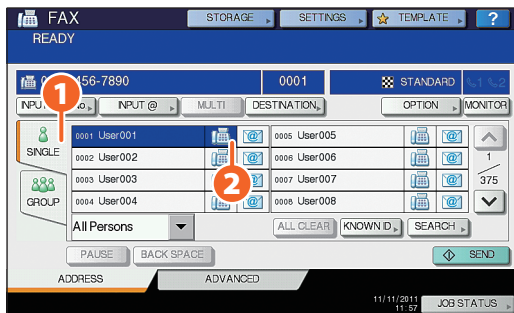 FAX STORAGE SETTINGS TEMPLATE ?
READY
456-7890 0001 STANDARD
INPUT INPUT @ MULTI DESTINATION OPTION MONITOR
1
SINGLE
GROUP
0001 User001 0005 User005
0002 User002 0006 User006
0003 User003 0007 User007
0004 User004 0008 User008
2
1
375
All Persons ALL CLEAR KNOWN ID SEARCH
PAUSE BACK SPACE SEND
ADDRESS ADVANCED
11/11/2011
11:57 JOB STATUS